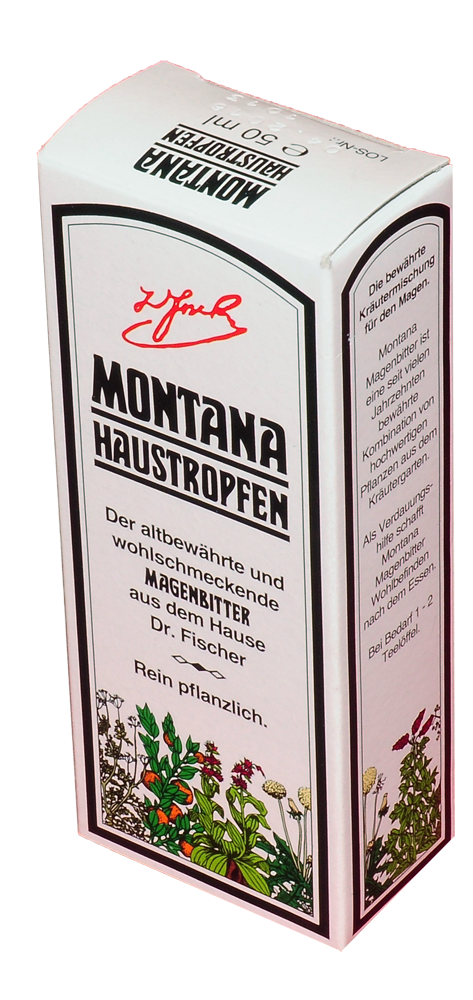 MONTANA
HAUSTROPFEN
℮ 50 ml
LOS-Nr.:
MONTANA
HAUSTROPFEN
Der altbewährte und
wohlschmeckende
MAGENBITTER
aus dem Hause
Dr. Fischer
Rein pflanzlich.
Die bewährte
Kräutermischung
für den Magen.
Montana
Magenbitter ist
eine seit vielen
Jahrzehnten
bewährte
Kombination von
hochwertigen
Pflanzen aus dem
Kräutergarten.
Als Verdauungs-
hilfe schafft
Montana
Magenbitter
Wohlbefinden
nach dem Essen.
Bei Bedarf 1 - 2
Teelöffel.